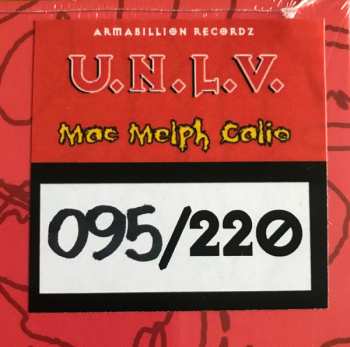 ARMABILLION RECORDZ
U.N.L.V.
Mac Melph Calio
095/220